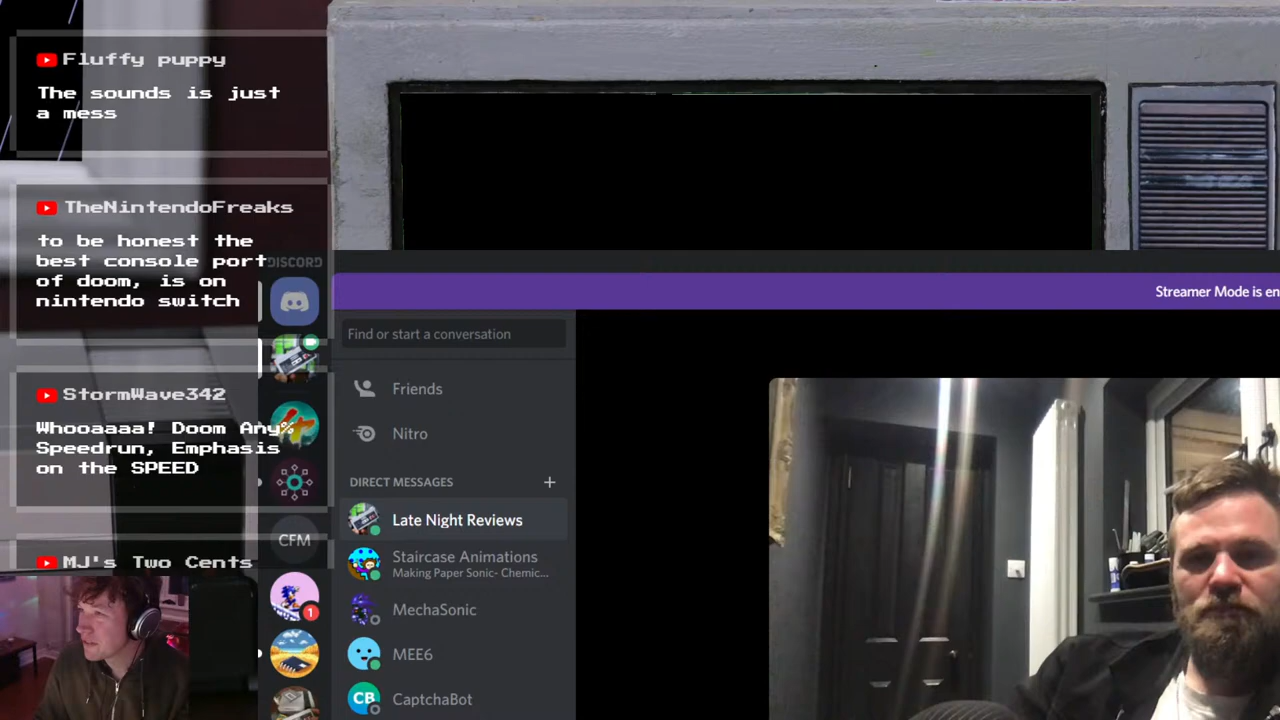 Fluffy puppy
The sounds is just
a mess
TheNintendoFreaks
to be honest the
best console port
of doom, is on
nintendo switch
StormWave342
Whooaaaa! Doom Any%
Speedrun, Emphasis
on the SPEED
MJ's Two Cents
DISCORD
CFM
1
Streamer Mode is en
Find or start a conversation
Friends
Nitro
DIRECT MESSAGES
Late Night Reviews
Staircase Animations
Making Paper Sonic- Chemic...
MechaSonic
MEE6
CB
CaptchaBot